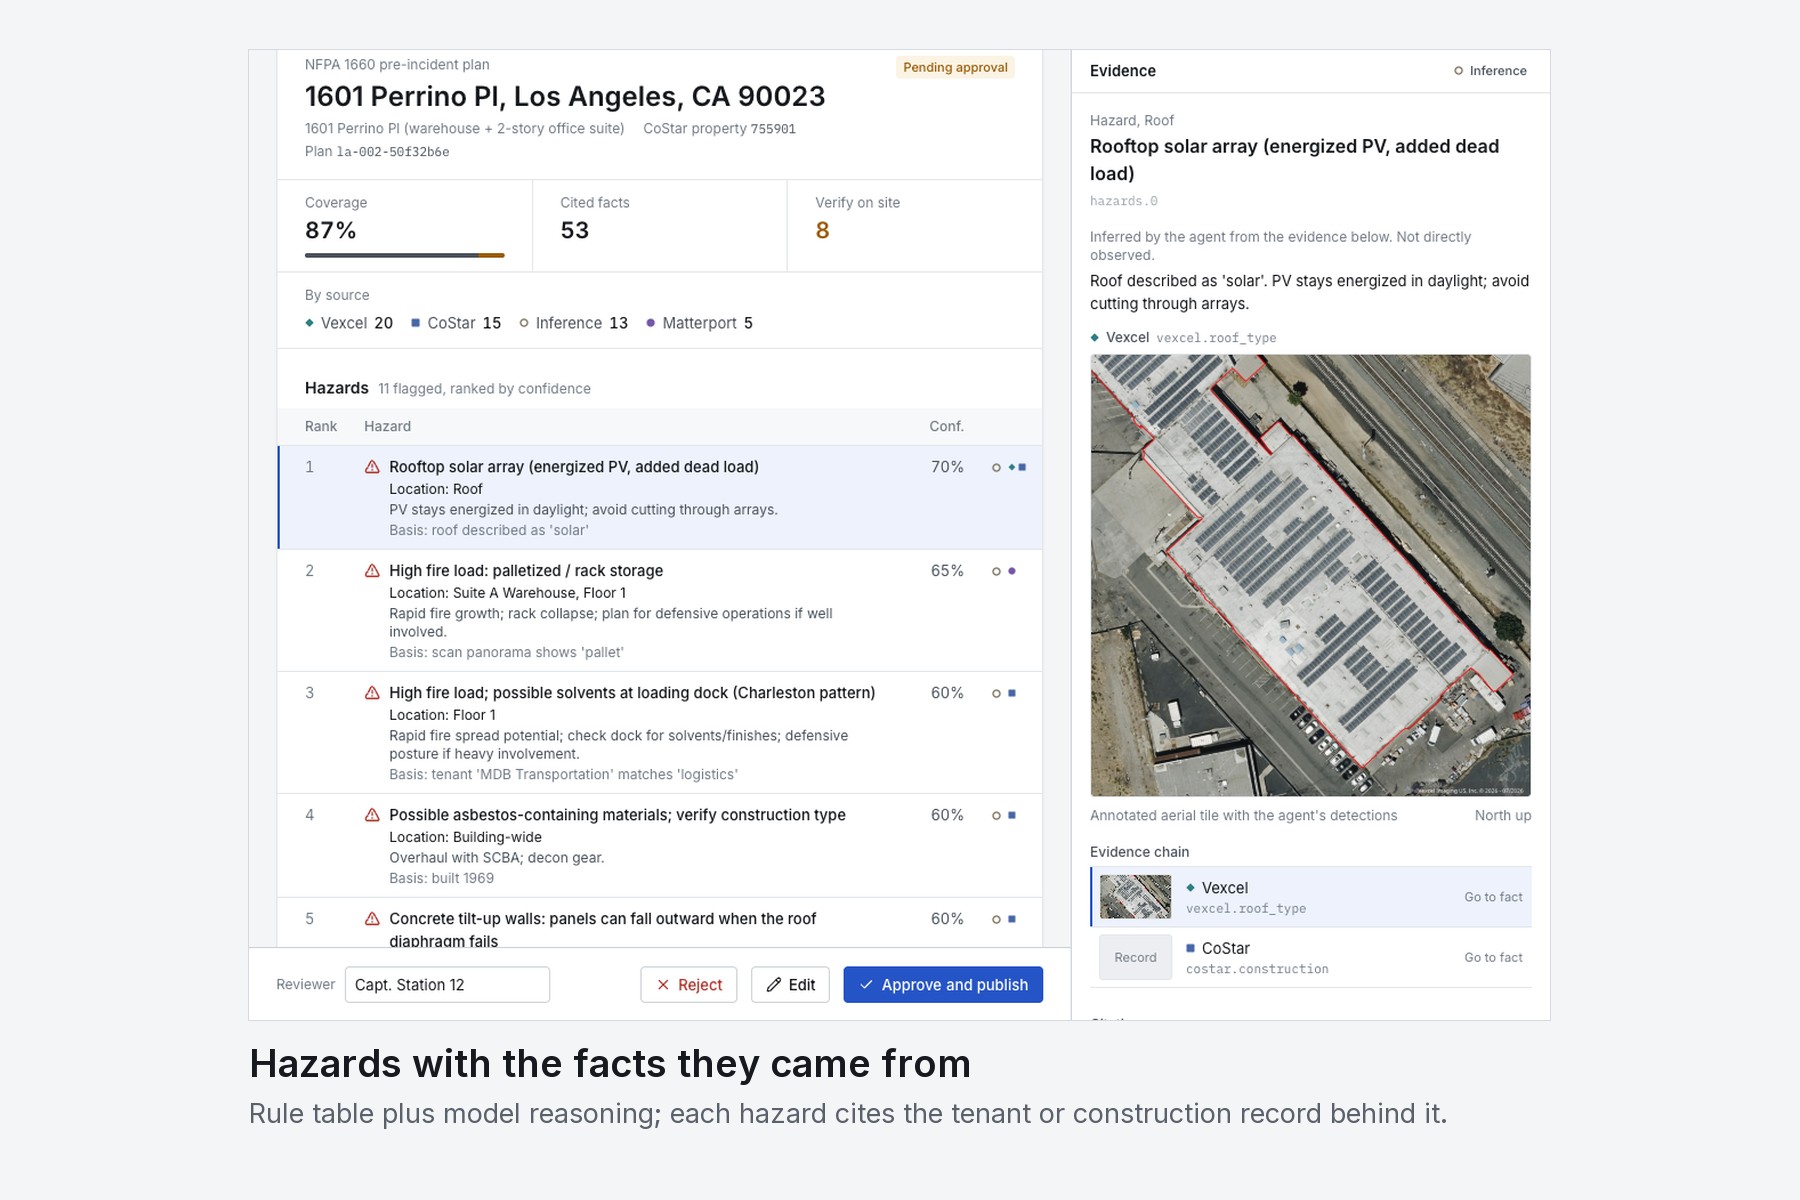 NFPA 1660 pre-incident plan
Pending approval
1601 Perrino Pl, Los Angeles, CA 90023
1601 Perrino Pl (warehouse + 2-story office suite) CoStar property 755901
Plan la-002-50f32b6e
Coverage
87%
Cited facts
53
Verify on site
8
By source
Vexcel 20 CoStar 15 Inference 13 Matterport 5
Hazards 11 flagged, ranked by confidence
Rank Hazard Conf.
1 Rooftop solar array (energized PV, added dead load) 70%
Location: Roof
PV stays energized in daylight; avoid cutting through arrays.
Basis: roof described as 'solar'
2 High fire load: palletized / rack storage 65%
Location: Suite A Warehouse, Floor 1
Rapid fire growth; rack collapse; plan for defensive operations if well
involved.
Basis: scan panorama shows 'pallet'
3 High fire load; possible solvents at loading dock (Charleston pattern) 60%
Location: Floor 1
Rapid fire spread potential; check dock for solvents/finishes; defensive
posture if heavy involvement.
Basis: tenant 'MDB Transportation' matches 'logistics'
4 Possible asbestos-containing materials; verify construction type 60%
Location: Building-wide
Overhaul with SCBA; decon gear.
Basis: built 1969
5 Concrete tilt-up walls: panels can fall outward when the roof 60%
diaphragm fails
Reviewer Capt. Station 12 Reject Edit Approve and publish
Evidence Inference
Hazard, Roof
Rooftop solar array (energized PV, added dead
load)
hazards.0
Inferred by the agent from the evidence below. Not directly
observed.
Roof described as 'solar'. PV stays energized in daylight; avoid
cutting through arrays.
Vexcel vexcel.roof_type
Annotated aerial tile with the agent's detections North up
Evidence chain
Vexcel
vexcel.roof_type
Go to fact
Record
CoStar
costar.construction
Go to fact
Hazards with the facts they came from
Rule table plus model reasoning; each hazard cites the tenant or construction record behind it.